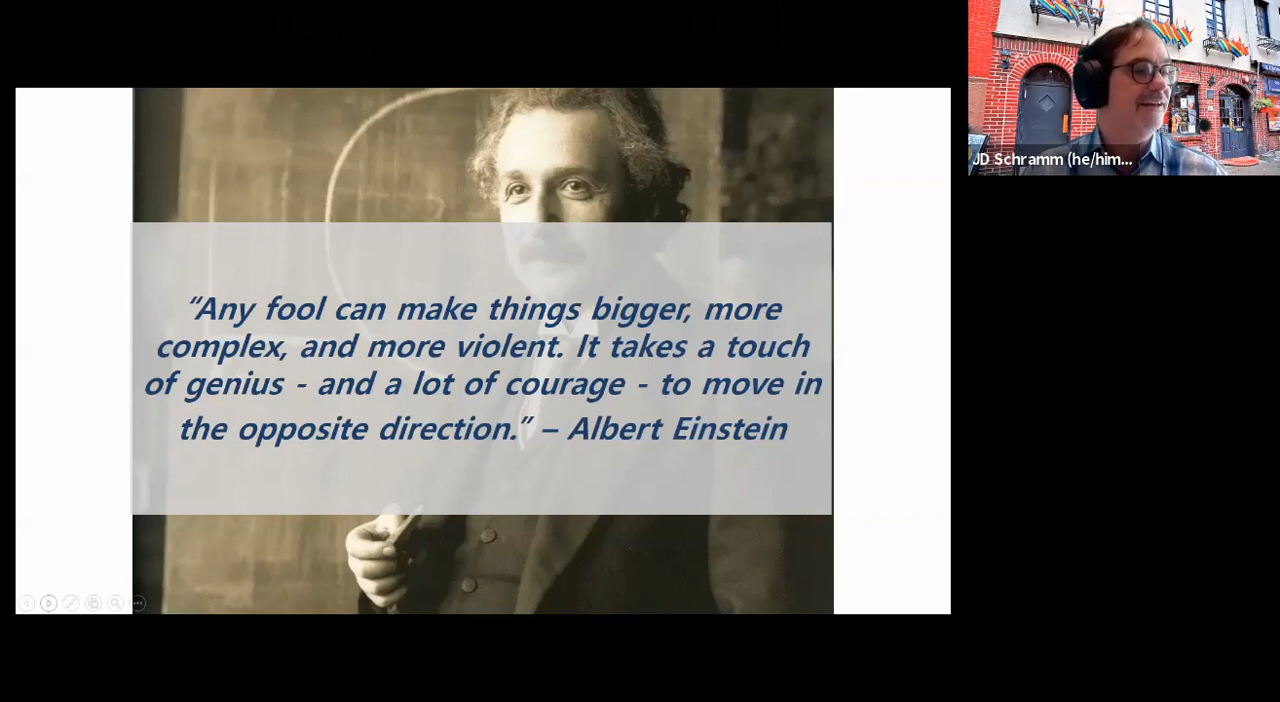 “Any fool can make things bigger, more
complex, and more violent. It takes a touch
of genius - and a lot of courage - to move in
the opposite direction.” – Albert Einstein
JD Schramm (he/him...